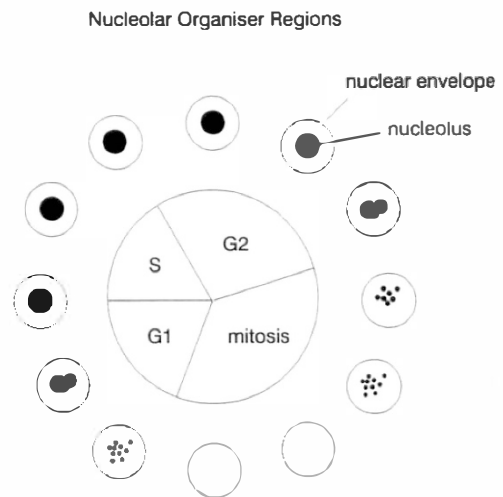 Nucleolar Organiser Regions
nuclear envelope
nucleolus
G2
S
G1
mitosis